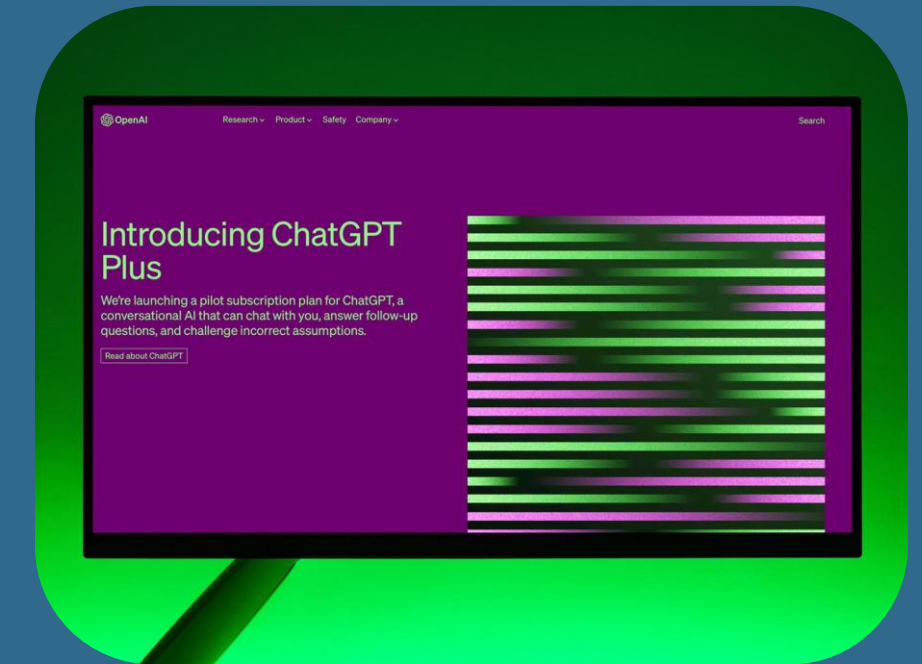 OpenAI
Research Product Safety Company
Search
Introducing ChatGPT
Plus
We're launching a pilot subscription plan for ChatGPT, a
conversational AI that can chat with you, answer follow-up
questions, and challenge incorrect assumptions.
Read about ChatGPT